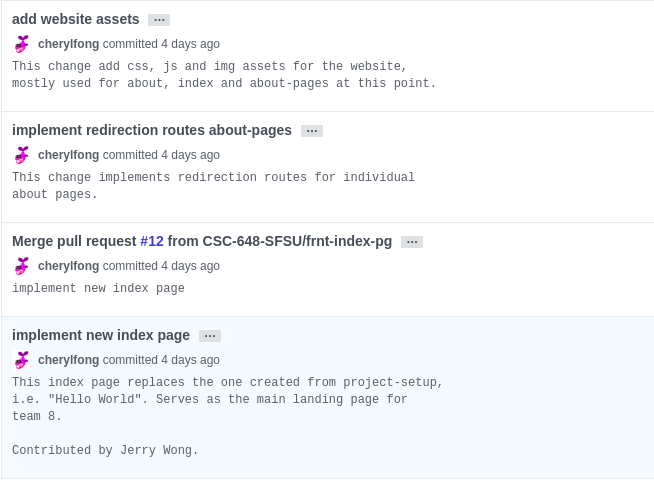 add website assets ...
cherylfong committed 4 days ago
This change add css, js and img assets for the website,
mostly used for about, index and about-pages at this point.
implement redirection routes about-pages ...
cherylfong committed 4 days ago
This change implements redirection routes for individual
about pages.
Merge pull request #12 from CSC-648-SFSU/frnt-index-pg ...
cherylfong committed 4 days ago
implement new index page
implement new index page ...
cherylfong committed 4 days ago
This index page replaces the one created from project-setup,
i.e. "Hello World". Serves as the main landing page for
team 8.
Contributed by Jerry Wong.